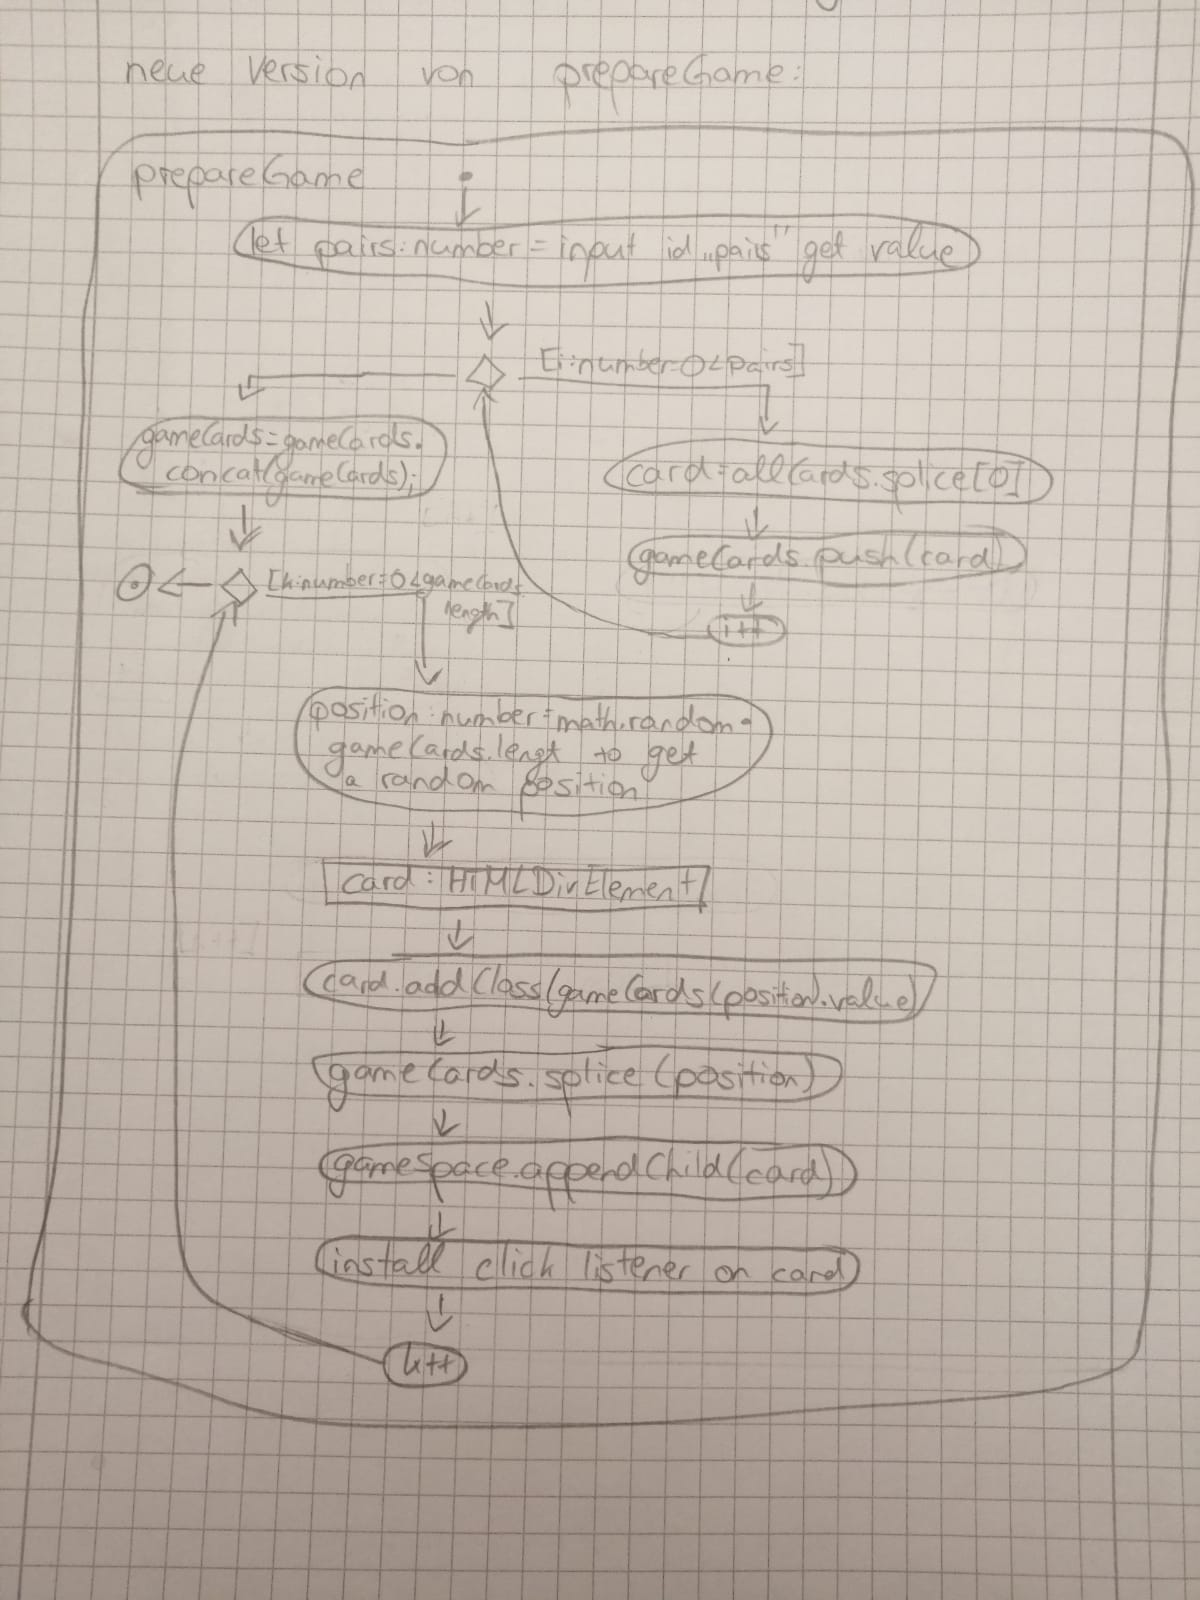 neue Version von prepareGame:
prepareGame
let pairs:number = input id „pairs" get value
[i:number=0<pairs]
gameCards=gameCards.
concat(gameCards);
card=allCards.splice[0]
gameCards.push(card)
i++
[k:number=0<gameCards.
length]
position:number=math.random*
gameCards.lengt to get
a random position
card: HTMLDivElement
card.addClass(gameCards(position).value)
gameCards.splice(position)
gamespace.appendChild(card)
install click listener on card
k++